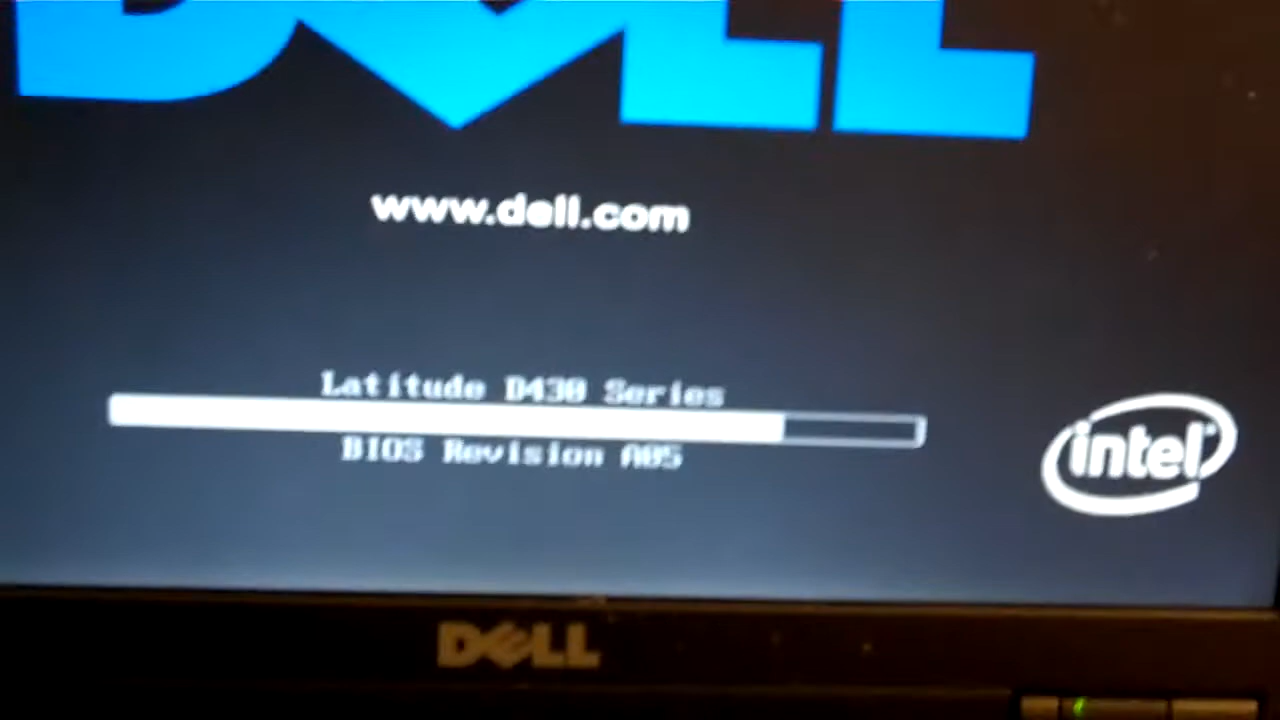 DELL
www.dell.com
Latitude D430 Series
BIOS Revision A05
intel
DELL